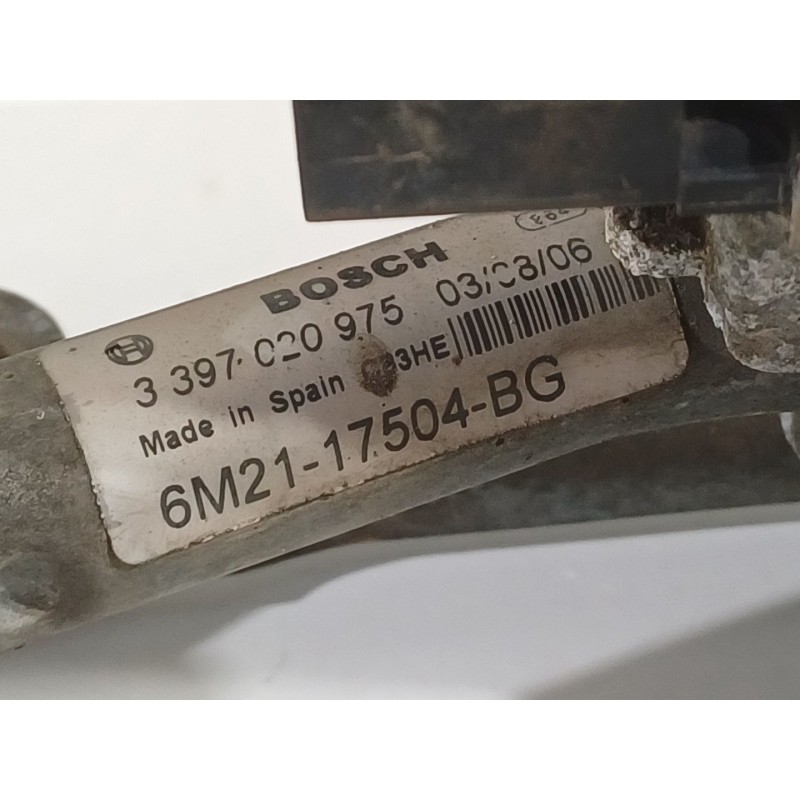 BOSCH
3 397 020 975 03/08/06
Made in Spain
6M21-17504-BG